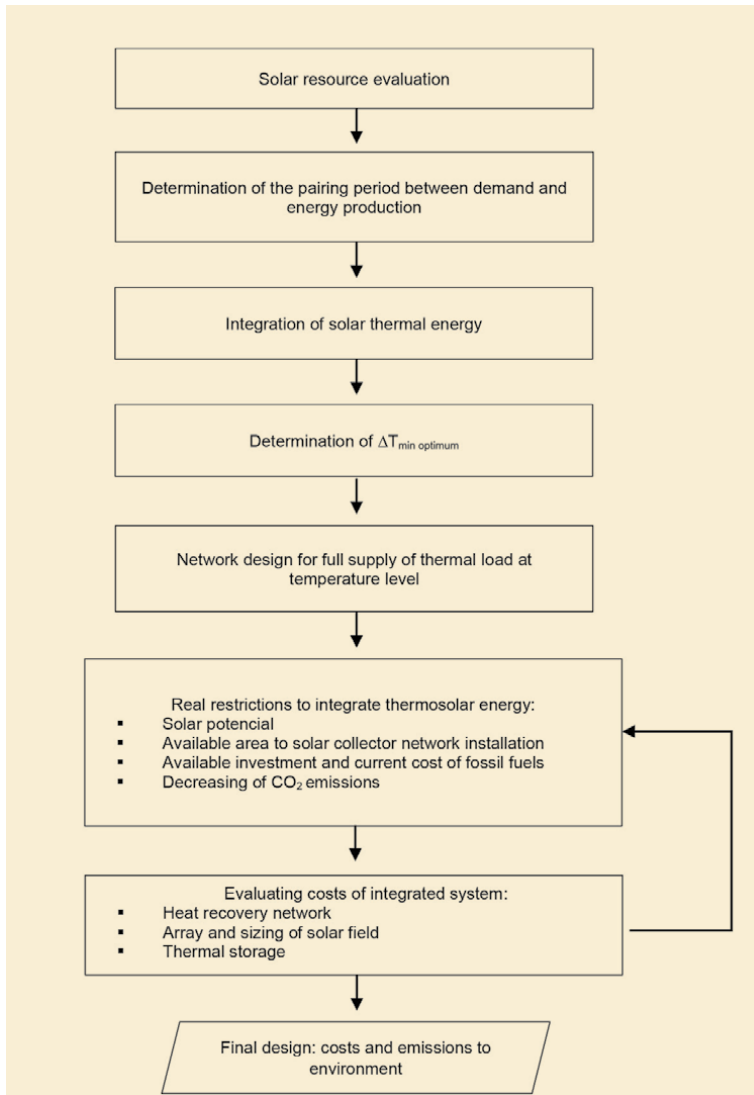 Solar resource evaluation
Determination of the pairing period between demand and
energy production
Integration of solar thermal energy
Determination of ΔTmin optimum
Network design for full supply of thermal load at
temperature level
Real restrictions to integrate thermosolar energy:
▪ Solar potencial
▪ Available area to solar collector network installation
▪ Available investment and current cost of fossil fuels
▪ Decreasing of CO₂ emissions
Evaluating costs of integrated system:
▪ Heat recovery network
▪ Array and sizing of solar field
▪ Thermal storage
Final design: costs and emissions to
environment